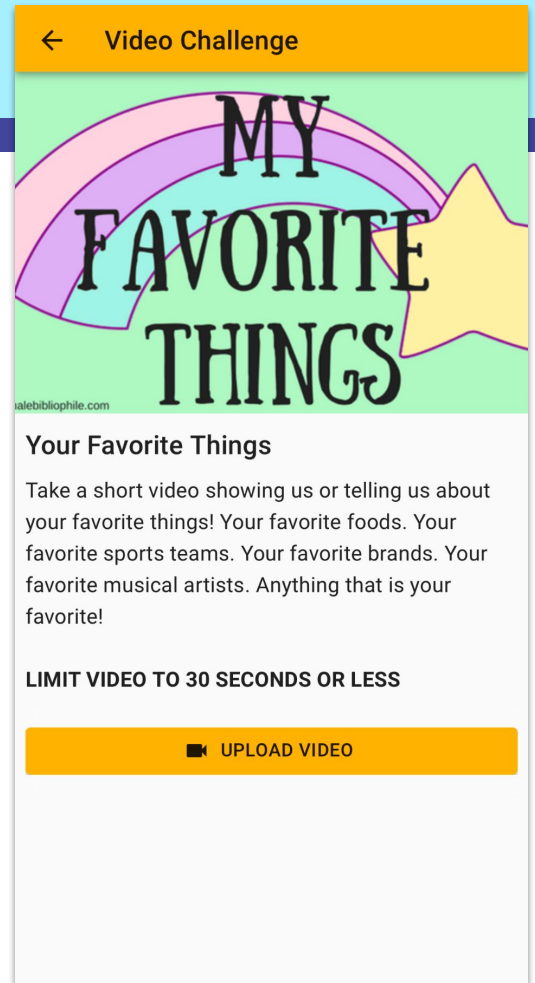 Video Challenge
MY
FAVORITE
THINGS
alebibliophile.com
Your Favorite Things
Take a short video showing us or telling us about
your favorite things! Your favorite foods. Your
favorite sports teams. Your favorite brands. Your
favorite musical artists. Anything that is your
favorite!
LIMIT VIDEO TO 30 SECONDS OR LESS
UPLOAD VIDEO